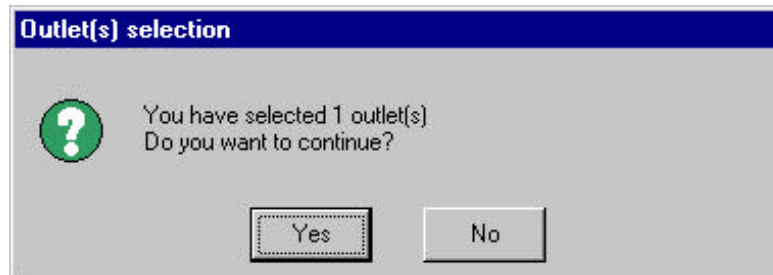 Outlet(s) selection
You have selected 1 outlet(s)
Do you want to continue?
Yes No